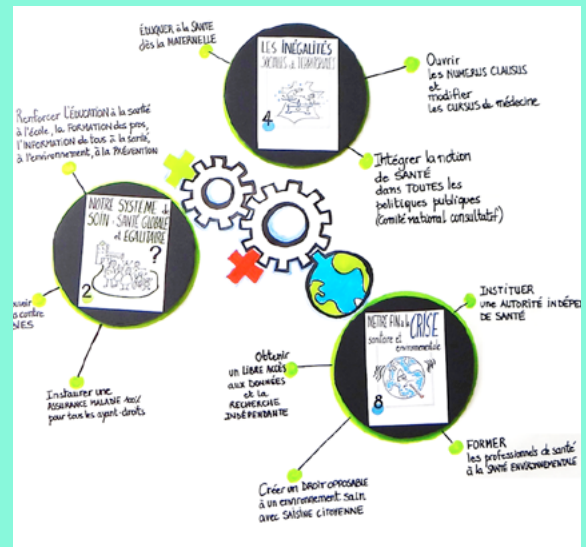 ÉDUQUER à la SANTÉ
dès la MATERNELLE
LES INÉGALITÉS
SOCIALES & TERRITORIALES
4
Ouvrir
les NUMERUS CLAUSUS
et
modifier
les CURSUS de médecine
Intégrer la notion
de SANTÉ
dans TOUTES les
politiques publiques
(Comité national consultatif)
Renforcer L'ÉDUCATION à la santé
à l'école, la FORMATION des pros,
l'INFORMATION de tous à la santé,
à l'environnement, à la PRÉVENTION
NOTRE SYSTÈME de
SOIN : SANTÉ GLOBALE
et ÉGALITAIRE
?
2
contre
Instaurer une
ASSURANCE MALADIE 100%
pour tous les ayant-droits
METTRE FIN à la CRISE
sanitaire et
environnementale
8
INSTITUER
une AUTORITÉ INDÉPE
DE SANTÉ
Obtenir
un LIBRE ACCÈS
aux DONNÉES
et la
RECHERCHE
INDÉPENDANTE
FORMER
les professionnels de santé
à la SANTÉ ENVIRONNEMENTALE
Créer un DROIT OPPOSABLE
à un environnement sain
avec SAISINE CITOYENNE